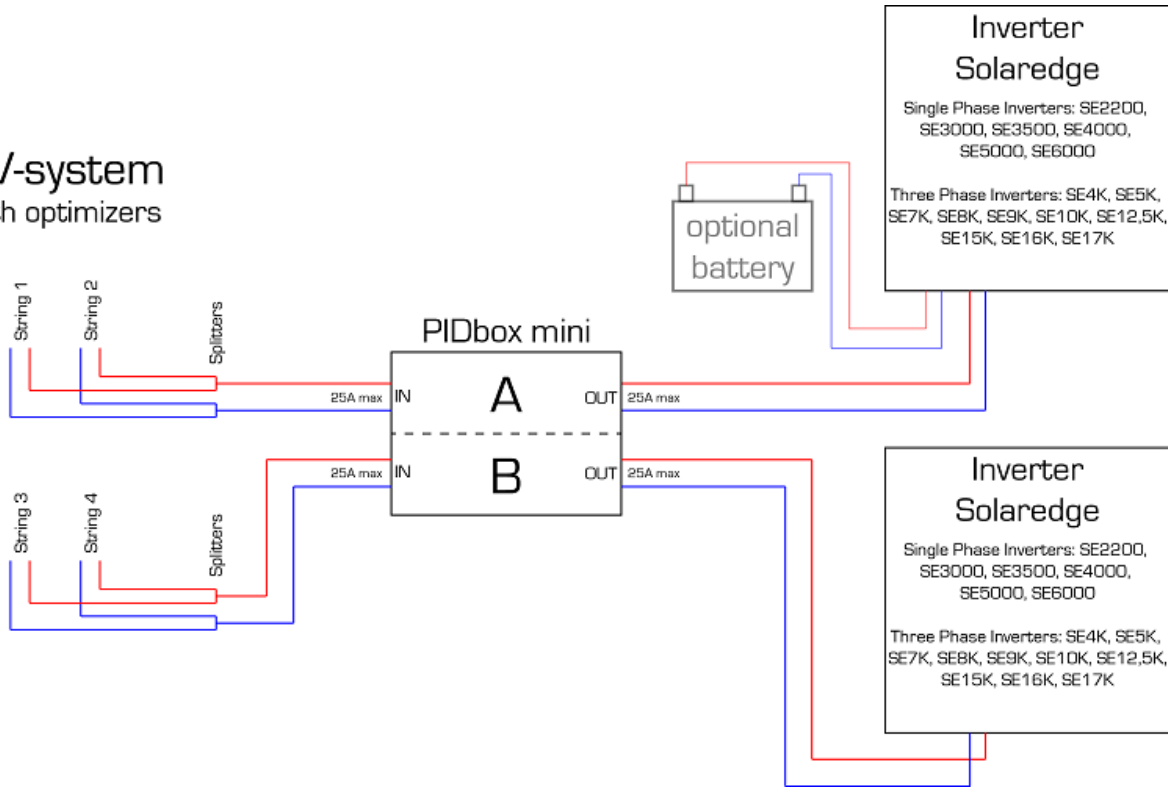 V-system
th optimizers
String 1
String 2
Splitters
PIDbox mini
25A max
IN
A
OUT
25A max
25A max
IN
B
OUT
25A max
String 3
String 4
Splitters
optional
battery
Inverter
Solaredge
Single Phase Inverters: SE2200,
SE3000, SE3500, SE4000,
SE5000, SE6000
Three Phase Inverters: SE4K, SE5K,
SE7K, SE8K, SE9K, SE10K, SE12,5K,
SE15K, SE16K, SE17K
Inverter
Solaredge
Single Phase Inverters: SE2200,
SE3000, SE3500, SE4000,
SE5000, SE6000
Three Phase Inverters: SE4K, SE5K,
SE7K, SE8K, SE9K, SE10K, SE12,5K,
SE15K, SE16K, SE17K